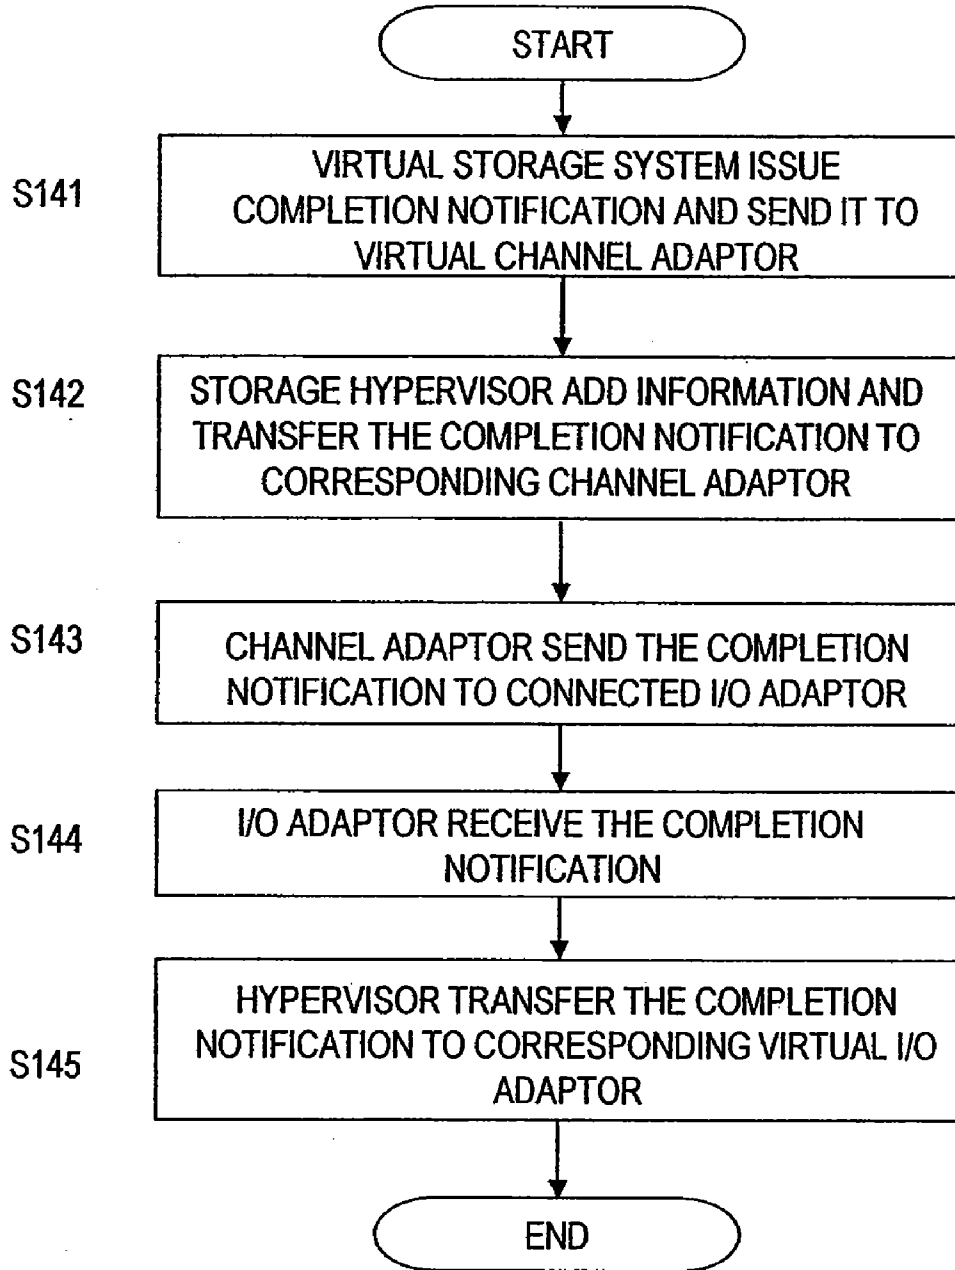 START
S141
VIRTUAL STORAGE SYSTEM ISSUE
COMPLETION NOTIFICATION AND SEND IT TO
VIRTUAL CHANNEL ADAPTOR
S142
STORAGE HYPERVISOR ADD INFORMATION AND
TRANSFER THE COMPLETION NOTIFICATION TO
CORRESPONDING CHANNEL ADAPTOR
S143
CHANNEL ADAPTOR SEND THE COMPLETION
NOTIFICATION TO CONNECTED I/O ADAPTOR
S144
I/O ADAPTOR RECEIVE THE COMPLETION
NOTIFICATION
S145
HYPERVISOR TRANSFER THE COMPLETION
NOTIFICATION TO CORRESPONDING VIRTUAL I/O
ADAPTOR
END